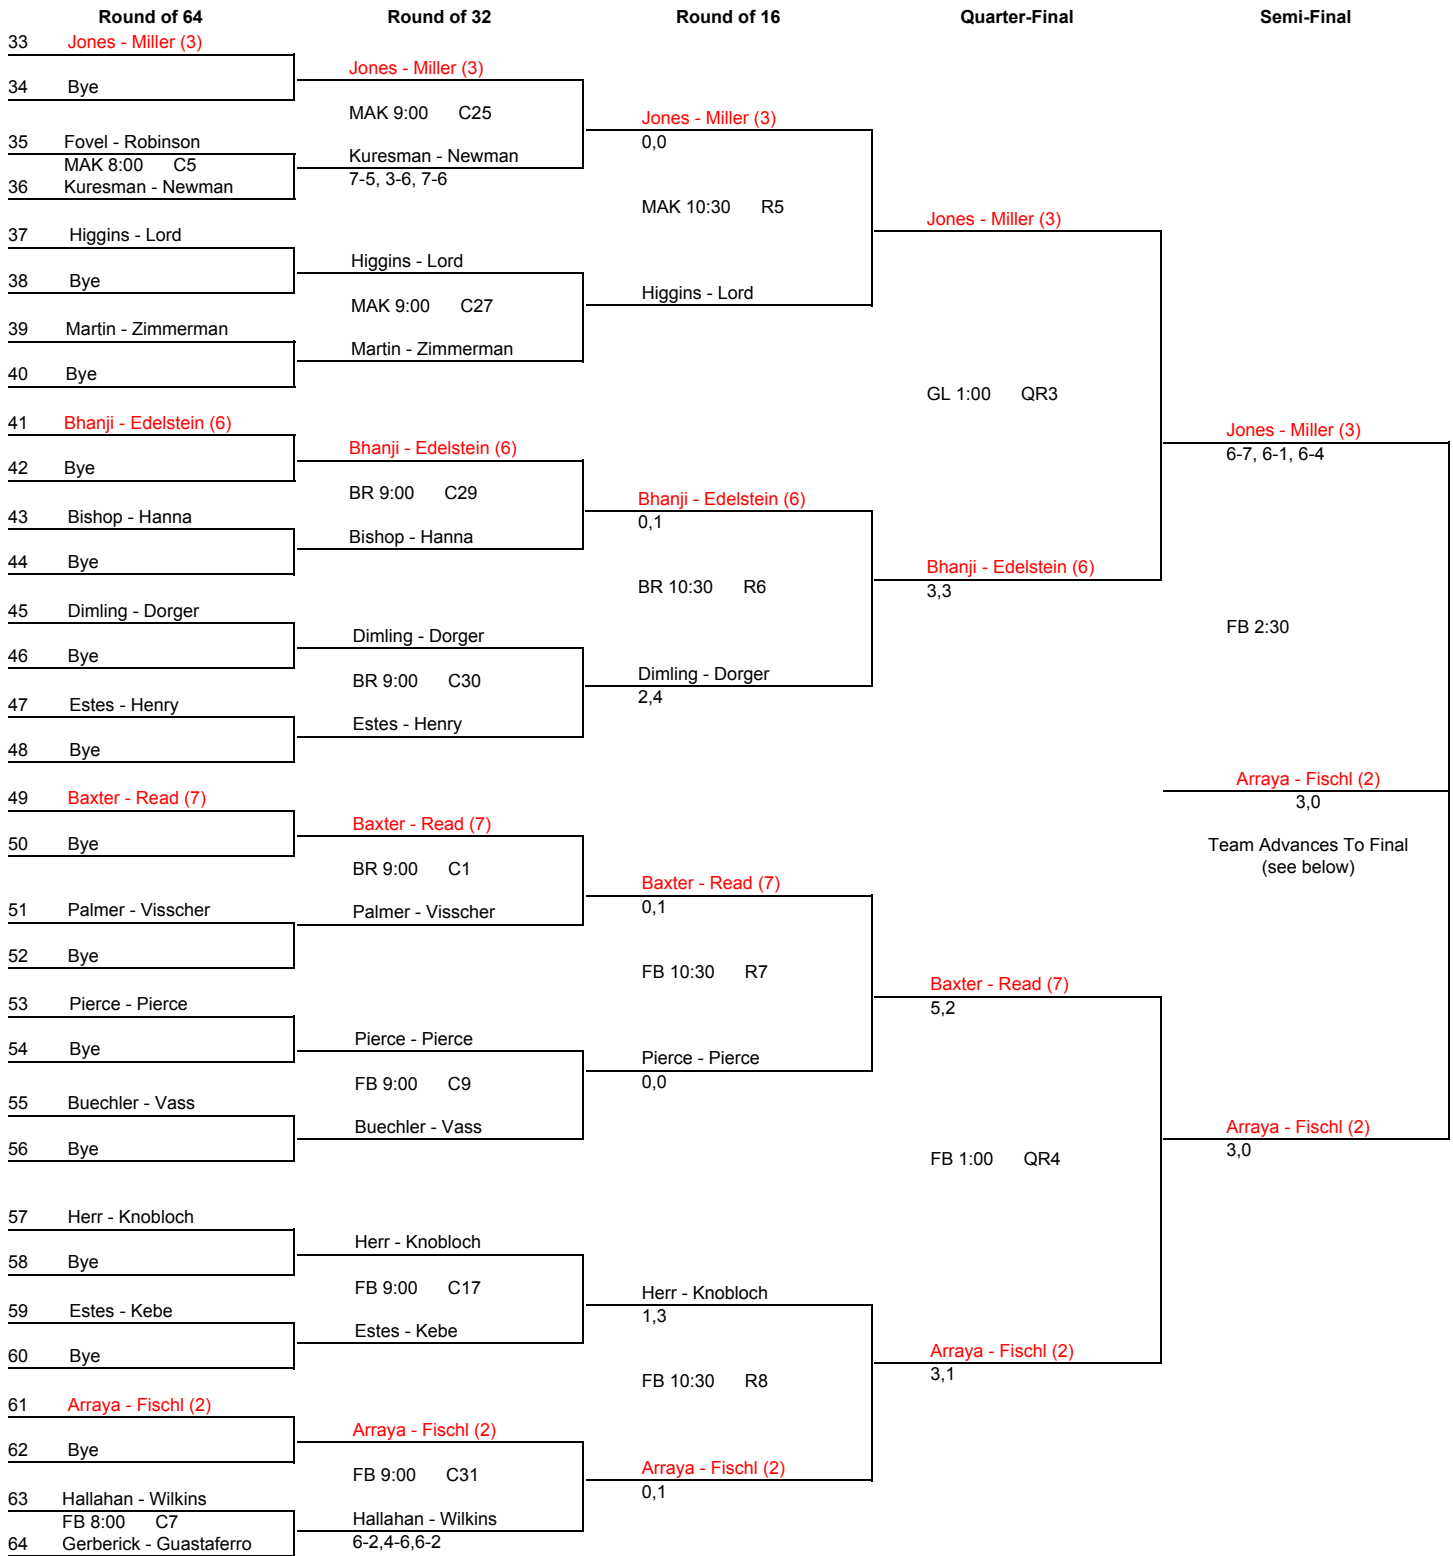 Round of 64 Round of 32 Round of 16 Quarter-Final Semi-Final
33 Jones - Miller (3)
Jones - Miller (3)
34 Bye
MAK 9:00 C25
Jones - Miller (3)
35 Fovel - Robinson
0,0
MAK 8:00 C5
Kuresman - Newman
36 Kuresman - Newman
7-5, 3-6, 7-6
MAK 10:30 R5
Jones - Miller (3)
37 Higgins - Lord
Higgins - Lord
38 Bye
Higgins - Lord
MAK 9:00 C27
39 Martin - Zimmerman
Martin - Zimmerman
40 Bye
GL 1:00 QR3
41 Bhanji - Edelstein (6)
Jones - Miller (3)
Bhanji - Edelstein (6)
6-7, 6-1, 6-4
42 Bye
BR 9:00 C29
Bhanji - Edelstein (6)
43 Bishop - Hanna
0,1
Bishop - Hanna
44 Bye
Bhanji - Edelstein (6)
BR 10:30 R6
3,3
45 Dimling - Dorger
FB 2:30
Dimling - Dorger
46 Bye
Dimling - Dorger
BR 9:00 C30
2,4
47 Estes - Henry
Estes - Henry
48 Bye
Arraya - Fischl (2)
49 Baxter - Read (7)
3,0
Baxter - Read (7)
50 Bye
Team Advances To Final
(see below)
BR 9:00 C1
Baxter - Read (7)
51 Palmer - Visscher
Palmer - Visscher
0,1
52 Bye
FB 10:30 R7
Baxter - Read (7)
53 Pierce - Pierce
5,2
Pierce - Pierce
54 Bye
Pierce - Pierce
FB 9:00 C9
0,0
55 Buechler - Vass
Buechler - Vass
Arraya - Fischl (2)
56 Bye
3,0
FB 1:00 QR4
57 Herr - Knobloch
Herr - Knobloch
58 Bye
FB 9:00 C17
Herr - Knobloch
59 Estes - Kebe
1,3
Estes - Kebe
60 Bye
Arraya - Fischl (2)
3,1
FB 10:30 R8
61 Arraya - Fischl (2)
Arraya - Fischl (2)
62 Bye
Arraya - Fischl (2)
FB 9:00 C31
0,1
63 Hallahan - Wilkins
FB 8:00 C7
Hallahan - Wilkins
64 Gerberick - Guastaferro
6-2,4-6,6-2